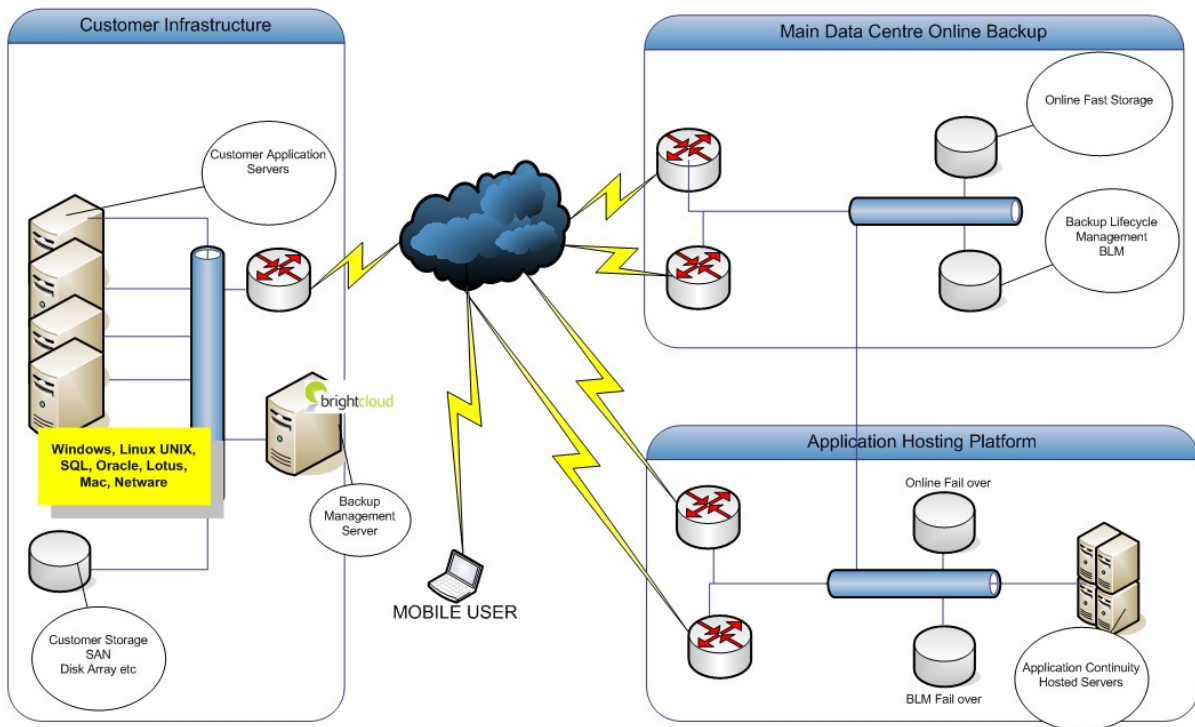 Customer Infrastructure
Customer Application
Servers
Windows, Linux UNIX,
SQL, Oracle, Lotus,
Mac, Netware
brightcloud
Backup
Management
Server
Customer Storage
SAN
Disk Array etc
MOBILE USER
Main Data Centre Online Backup
Online Fast Storage
Backup Lifecycle
Management
BLM
Application Hosting Platform
Online Fail over
BLM Fail over
Application Continuity
Hosted Servers